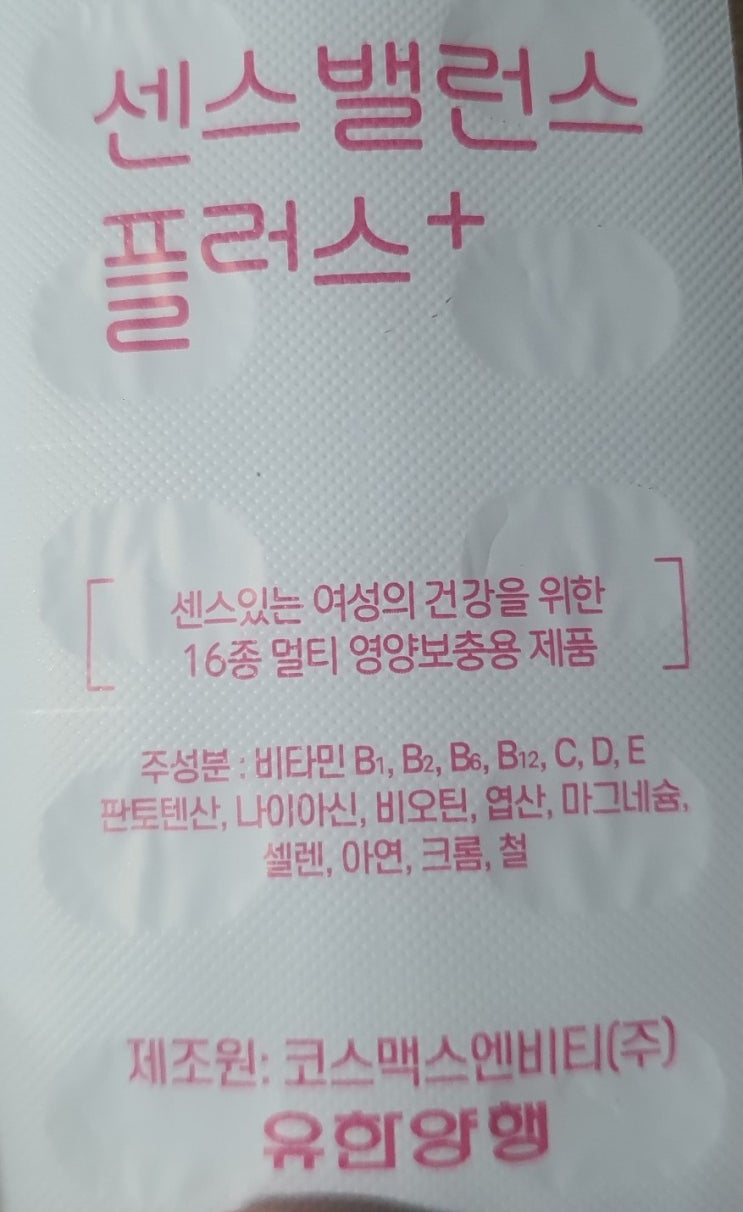 센스밸런스
플러스+
센스있는 여성의 건강을 위한
16종 멀티 영양보충용 제품
주성분 : 비타민 B1, B2, B6, B12, C, D, E
판토텐산, 나이아신, 비오틴, 엽산, 마그네슘,
셀렌, 아연, 크롬, 철
제조원: 코스맥스엔비티(주)
유한양행